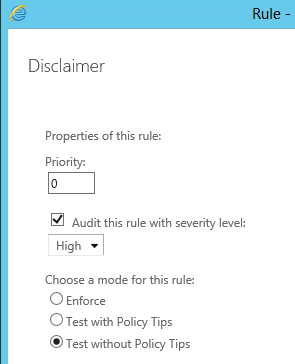 Rule -
Disclaimer
Properties of this rule:
Priority:
0
Audit this rule with severity level:
High
Choose a mode for this rule:
Enforce
Test with Policy Tips
Test without Policy Tips